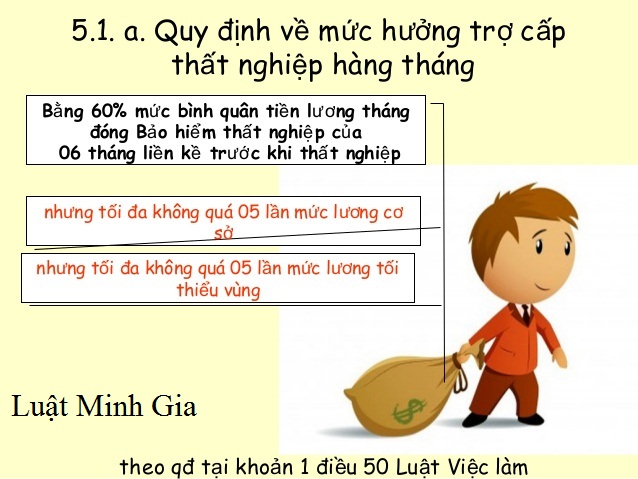 5.1. a. Quy định về mức hưởng trợ cấp
thất nghiệp hàng tháng
Bằng 60% mức bình quân tiền lương tháng
đóng Bảo hiểm thất nghiệp của
06 tháng liền kề trước khi thất nghiệp
nhưng tối đa không quá 05 lần mức lương cơ
sở
nhưng tối đa không quá 05 lần mức lương tối
thiểu vùng
$
Luật Minh Gia
theo qđ tại khoản 1 điều 50 Luật Việc làm